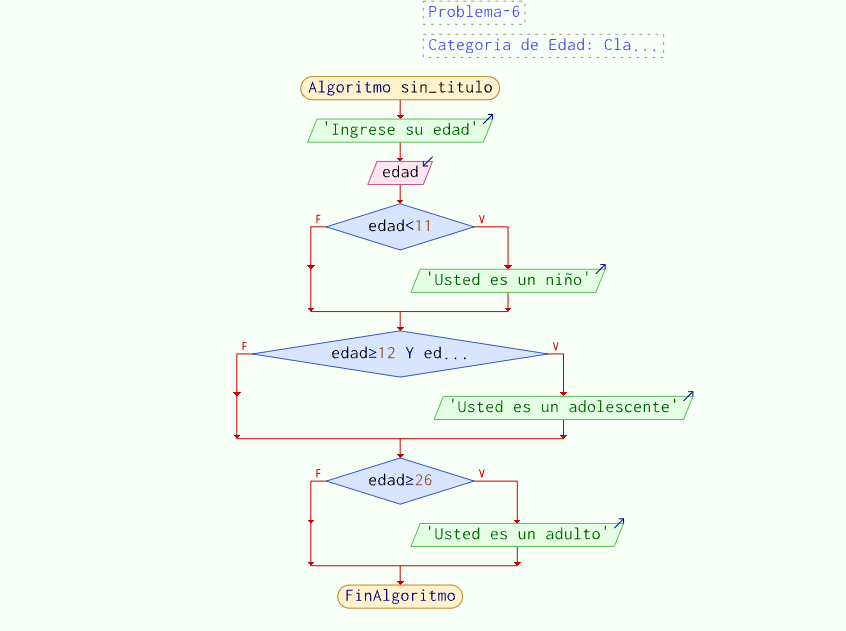 Problema-6
Categoría de Edad: Cla...
Algoritmo sin_titulo
'Ingrese su edad'
edad
edad<11
F
V
'Usted es un niño'
edad≥12 Y ed...
F
V
'Usted es un adolescente'
edad≥26
F
V
'Usted es un adulto'
FinAlgoritmo